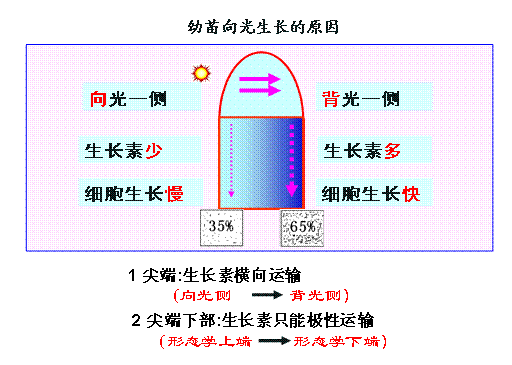 幼苗向光生长的原因
向光一侧
背光一侧
生长素少
生长素多
细胞生长慢
细胞生长快
35%
65%
1 尖端:生长素横向运输
(向光侧 → 背光侧)
2 尖端下部:生长素只能极性运输
(形态学上端 → 形态学下端)